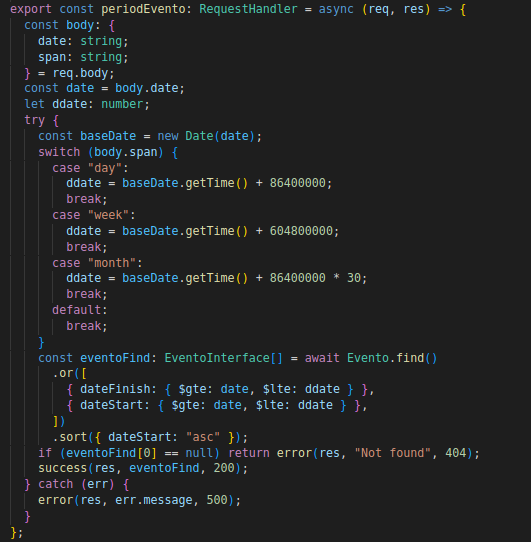 export const periodEvento: RequestHandler = async (req, res) => {
  const body: {
    date: string;
    span: string;
  } = req.body;
  const date = body.date;
  let ddate: number;
  try {
    const baseDate = new Date(date);
    switch (body.span) {
      case "day":
        ddate = baseDate.getTime() + 86400000;
        break;
      case "week":
        ddate = baseDate.getTime() + 604800000;
        break;
      case "month":
        ddate = baseDate.getTime() + 86400000 * 30;
        break;
      default:
        break;
    }
    const eventoFind: EventoInterface[] = await Evento.find()
      .or([
        { dateFinish: { $gte: date, $lte: ddate } },
        { dateStart: { $gte: date, $lte: ddate } },
      ])
      .sort({ dateStart: "asc" });
    if (eventoFind[0] == null) return error(res, "Not found", 404);
    success(res, eventoFind, 200);
  } catch (err) {
    error(res, err.message, 500);
  }
};